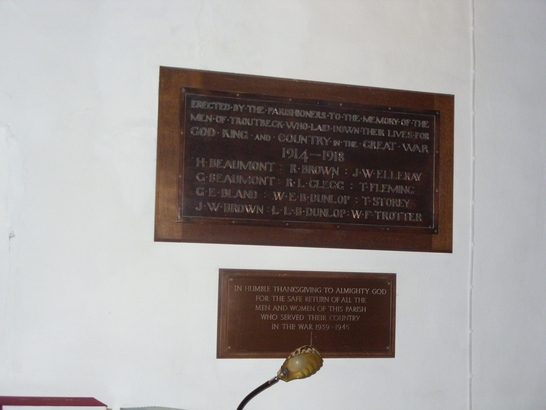 ERECTED·BY·THE·PARISHIONERS·TO·THE·MEMORY·OF·THE
MEN·OF·TROUTBECK·WHO·LAID·DOWN·THEIR·LIVES·FOR
GOD·KING·AND·COUNTRY·IN·THE·GREAT·WAR
1914–1918
H·BEAUMONT : R·BROWN : J·W·ELLERAY
G·BEAUMONT : R·L·CLEGG : T·FLEMING
G·E·BLAND : W·E·B·DUNLOP : T·STOREY
J·W·BROWN : L·L·B·DUNLOP : W·F·TROTTER
IN HUMBLE THANKSGIVING TO ALMIGHTY GOD
FOR THE SAFE RETURN OF ALL THE
MEN AND WOMEN OF THIS PARISH
WHO SERVED THEIR COUNTRY
IN THE WAR 1939–1945